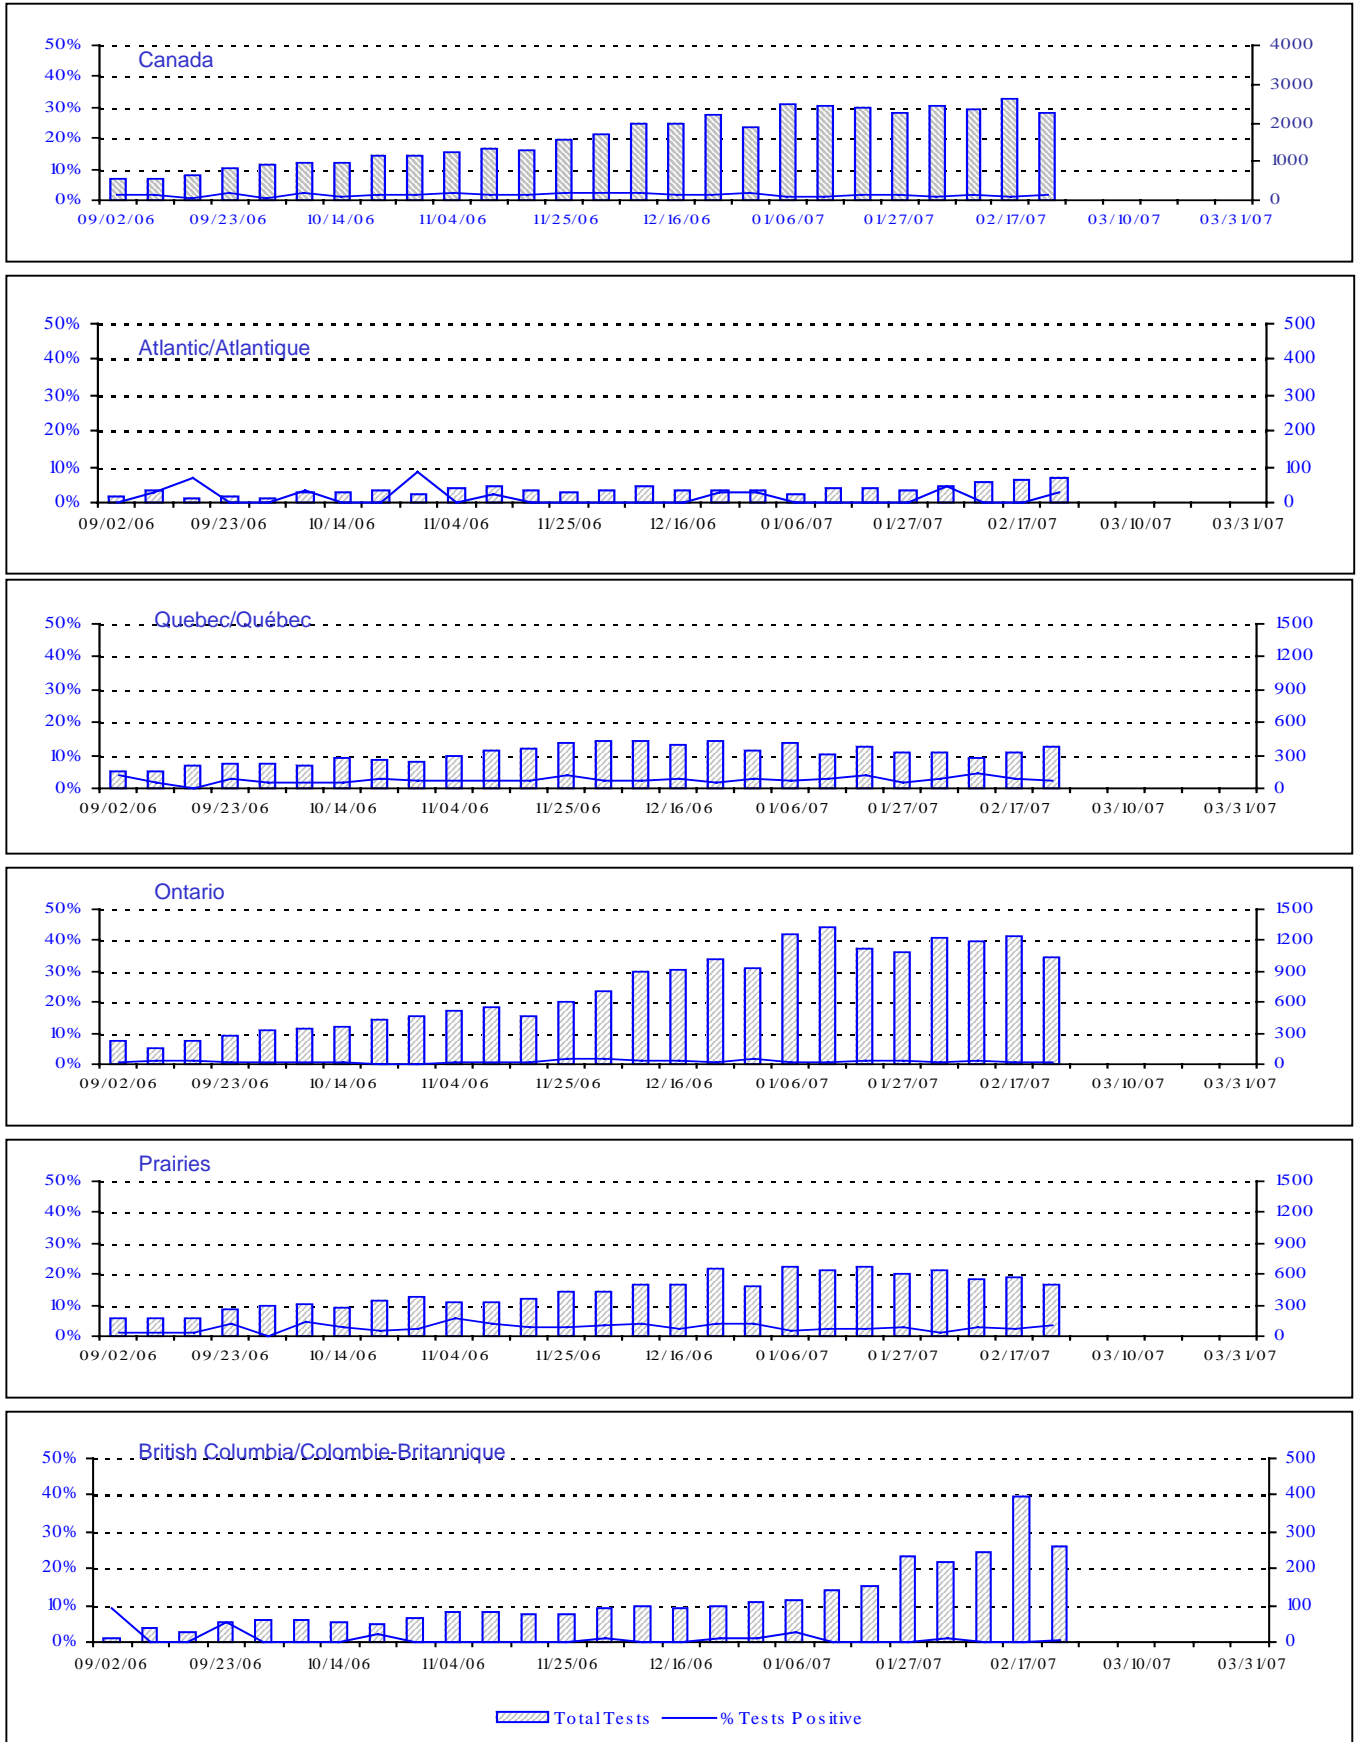 Canada
50% 4000
40% 3000
30%
20% 2000
10% 1000
0% 0
09/02/06 09/23/06 10/14/06 11/04/06 11/25/06 12/16/06 01/06/07 01/27/07 02/17/07 03/10/07 03/31/07
Atlantic/Atlantique
50% 500
40% 400
30% 300
20% 200
10% 100
0% 0
09/02/06 09/23/06 10/14/06 11/04/06 11/25/06 12/16/06 01/06/07 01/27/07 02/17/07 03/10/07 03/31/07
Quebec/Québec
50% 1500
40% 1200
30% 900
20% 600
10% 300
0% 0
09/02/06 09/23/06 10/14/06 11/04/06 11/25/06 12/16/06 01/06/07 01/27/07 02/17/07 03/10/07 03/31/07
Ontario
50% 1500
40% 1200
30% 900
20% 600
10% 300
0% 0
09/02/06 09/23/06 10/14/06 11/04/06 11/25/06 12/16/06 01/06/07 01/27/07 02/17/07 03/10/07 03/31/07
Prairies
50% 1500
40% 1200
30% 900
20% 600
10% 300
0% 0
09/02/06 09/23/06 10/14/06 11/04/06 11/25/06 12/16/06 01/06/07 01/27/07 02/17/07 03/10/07 03/31/07
British Columbia/Colombie-Britannique
50% 500
40% 400
30% 300
20% 200
10% 100
0% 0
09/02/06 09/23/06 10/14/06 11/04/06 11/25/06 12/16/06 01/06/07 01/27/07 02/17/07 03/10/07 03/31/07
Total Tests % Tests Positive